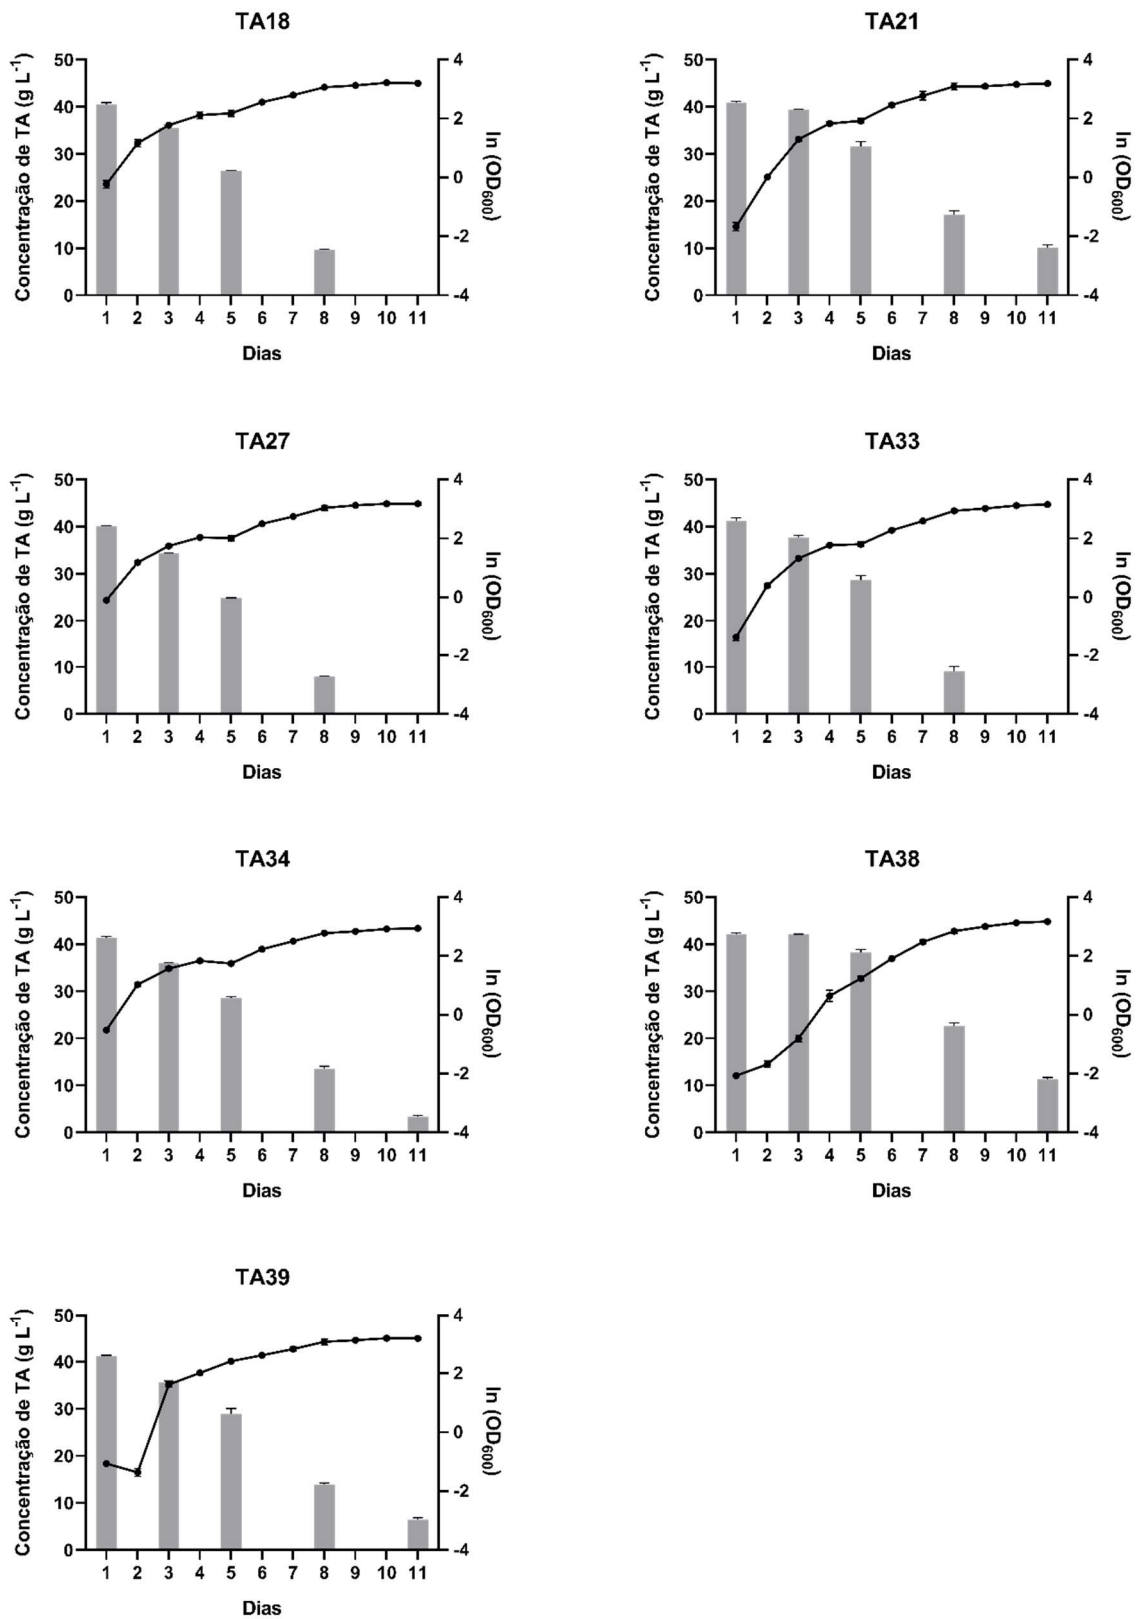 TA18
Concentração de TA (g L⁻¹)
50
40
30
20
10
0
4
2
0
-2
-4
ln (OD₆₀₀)
1 2 3 4 5 6 7 8 9 10 11
Dias
TA21
Concentração de TA (g L⁻¹)
50
40
30
20
10
0
4
2
0
-2
-4
ln (OD₆₀₀)
1 2 3 4 5 6 7 8 9 10 11
Dias
TA27
Concentração de TA (g L⁻¹)
50
40
30
20
10
0
4
2
0
-2
-4
ln (OD₆₀₀)
1 2 3 4 5 6 7 8 9 10 11
Dias
TA33
Concentração de TA (g L⁻¹)
50
40
30
20
10
0
4
2
0
-2
-4
ln (OD₆₀₀)
1 2 3 4 5 6 7 8 9 10 11
Dias
TA34
Concentração de TA (g L⁻¹)
50
40
30
20
10
0
4
2
0
-2
-4
ln (OD₆₀₀)
1 2 3 4 5 6 7 8 9 10 11
Dias
TA38
Concentração de TA (g L⁻¹)
50
40
30
20
10
0
4
2
0
-2
-4
ln (OD₆₀₀)
1 2 3 4 5 6 7 8 9 10 11
Dias
TA39
Concentração de TA (g L⁻¹)
50
40
30
20
10
0
4
2
0
-2
-4
ln (OD₆₀₀)
1 2 3 4 5 6 7 8 9 10 11
Dias